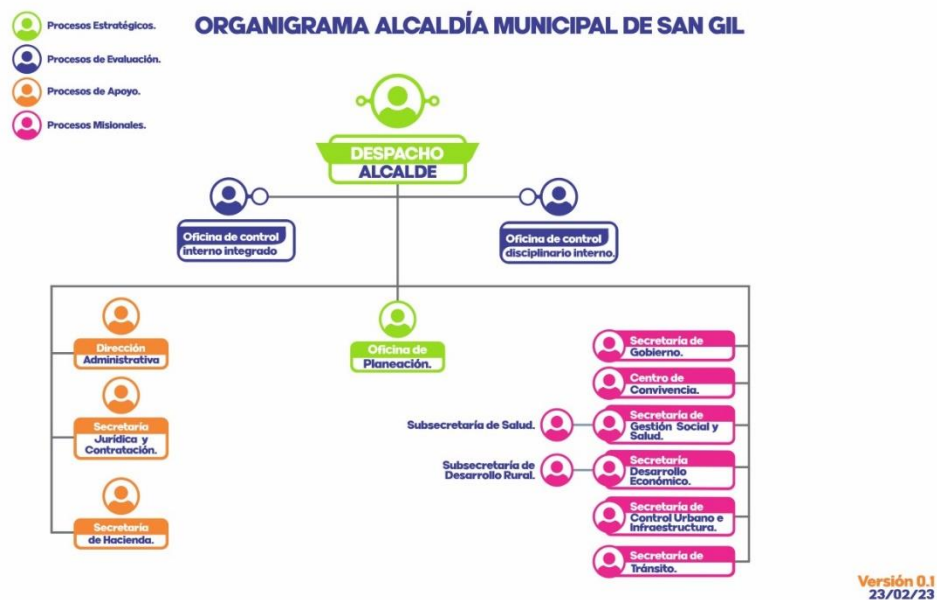 Procesos Estratégicos.
Procesos de Evaluación.
Procesos de Apoyo.
Procesos Misionales.
ORGANIGRAMA ALCALDÍA MUNICIPAL DE SAN GIL
DESPACHO
ALCALDE
Oficina de control
interno integrado
Oficina de control
disciplinario interno.
Dirección
Administrativa
Secretaría
Jurídica y
Contratación.
Secretaría
de Hacienda.
Oficina de
Planeación.
Secretaría de
Gobierno.
Centro de
Convivencia.
Subsecretaría de Salud.
Secretaría de
Gestión Social y
Salud.
Subsecretaría de
Desarrollo Rural.
Secretaría
Desarrollo
Económico.
Secretaría de
Control Urbano e
Infraestructura.
Secretaría de
Tránsito.
Versión 0.1
23/02/23